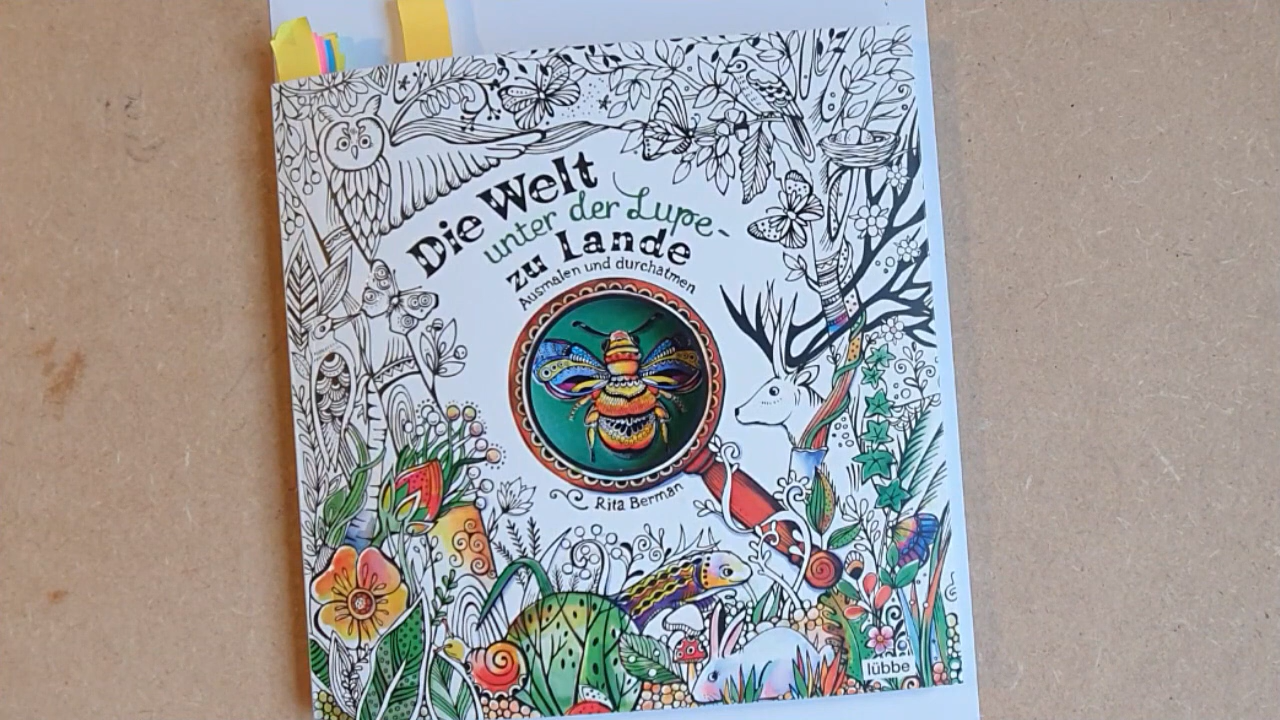 Die Welt
unter der Lupe-
zu Lande
Ausmalen und durchatmen
Rita Berman
lübbe